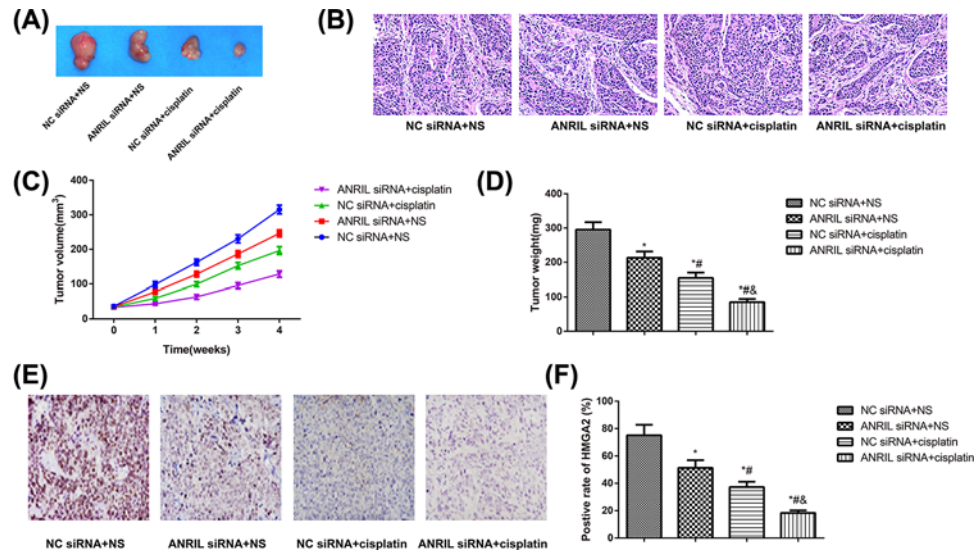 (A)
NC siRNA+NS
ANRIL siRNA+NS
NC siRNA+cisplatin
ANRIL siRNA+cisplatin
(B)
NC siRNA+NS
ANRIL siRNA+NS
NC siRNA+cisplatin
ANRIL siRNA+cisplatin
(C)
Tumor volume(mm³)
400
300
200
100
0
0 1 2 3 4
Time(weeks)
ANRIL siRNA+cisplatin
NC siRNA+cisplatin
ANRIL siRNA+NS
NC siRNA+NS
(D)
Tumor weight(mg)
400
300
200
100
0
*
*#
*#&
NC siRNA+NS
ANRIL siRNA+NS
NC siRNA+cisplatin
ANRIL siRNA+cisplatin
(E)
NC siRNA+NS
ANRIL siRNA+NS
NC siRNA+cisplatin
ANRIL siRNA+cisplatin
(F)
Postive rate of HMGA2 (%)
100
80
60
40
20
0
*
*#
*#&
NC siRNA+NS
ANRIL siRNA+NS
NC siRNA+cisplatin
ANRIL siRNA+cisplatin